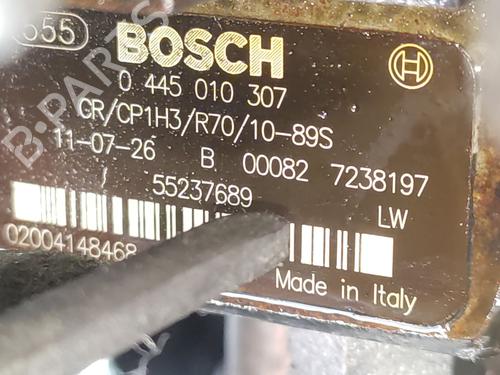 555 BOSCH
0 445 010 307
CR/CP1H3/R70/10-89S
11-07-26 B 00082 7238197
/ 55237689 LW
02004148468
Made in Italy
B-PARTS